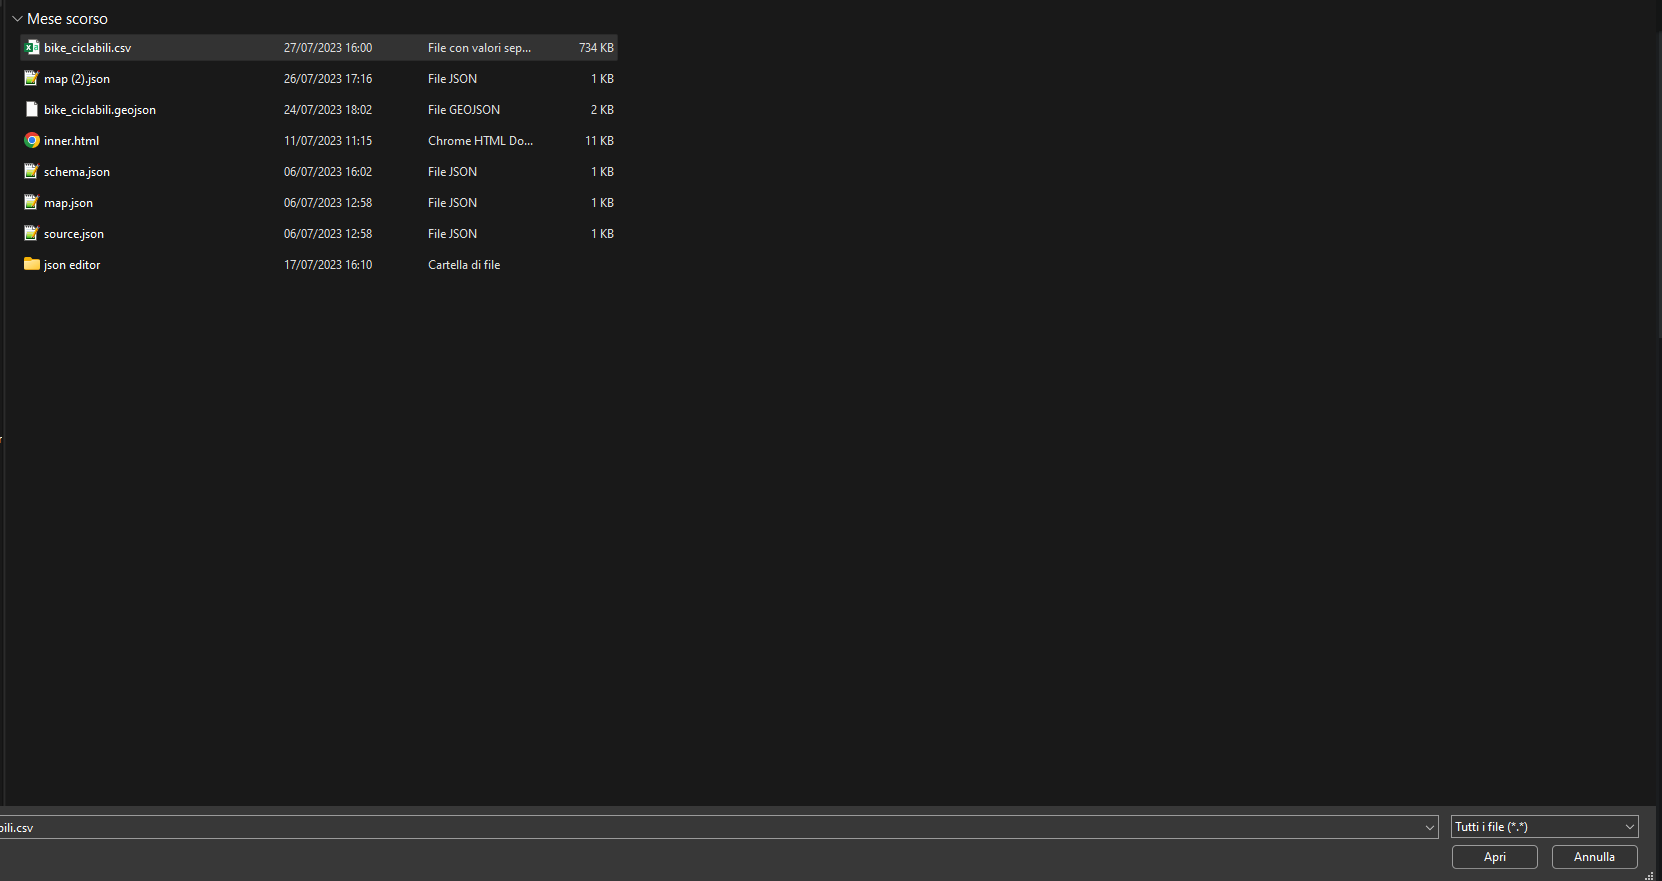 Mese scorso
bike_ciclabili.csv 27/07/2023 16:00 File con valori sep... 734 KB
map (2).json 26/07/2023 17:16 File JSON 1 KB
bike_ciclabili.geojson 24/07/2023 18:02 File GEOJSON 2 KB
inner.html 11/07/2023 11:15 Chrome HTML Do... 11 KB
schema.json 06/07/2023 16:02 File JSON 1 KB
map.json 06/07/2023 12:58 File JSON 1 KB
source.json 06/07/2023 12:58 File JSON 1 KB
json editor 17/07/2023 16:10 Cartella di file
r
bili.csv Tutti i file (*.*)
Apri Annulla